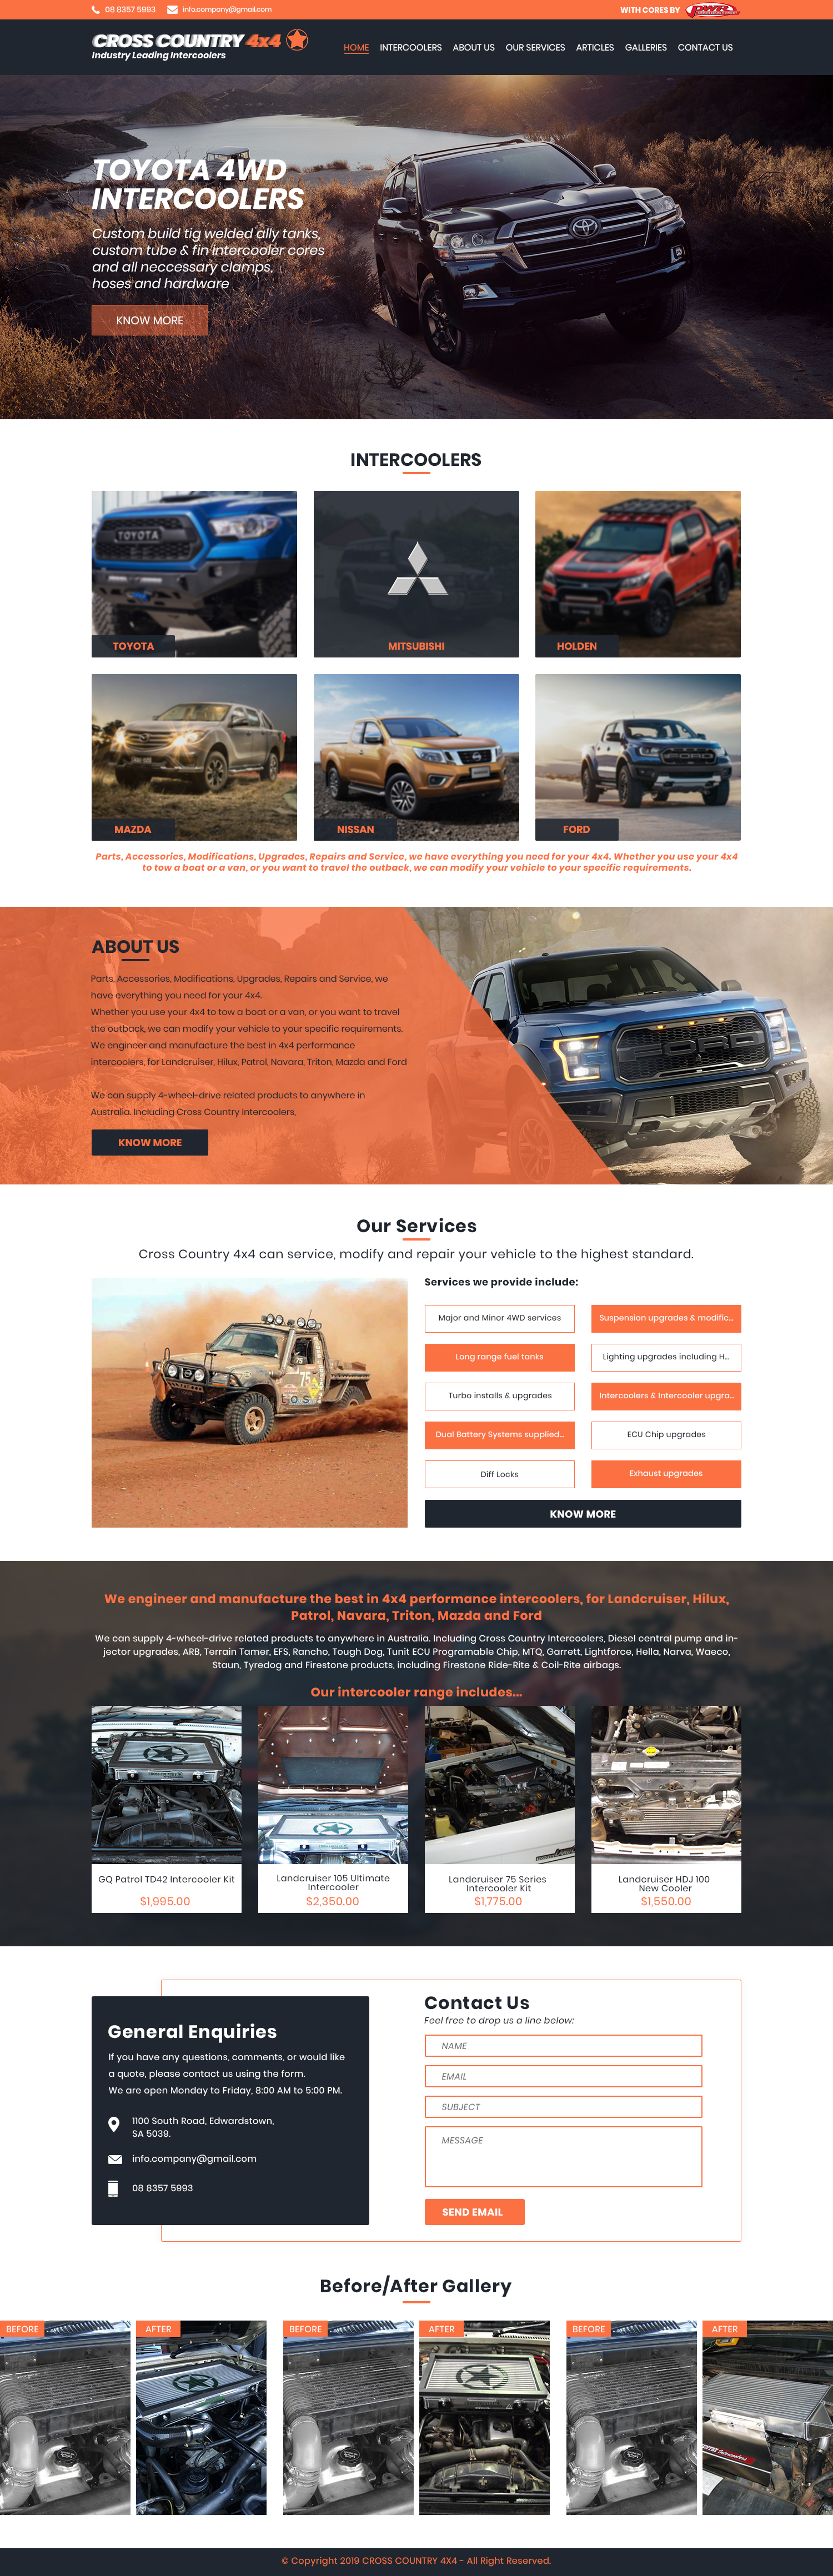 08 8357 5993 info.company@gmail.com WITH CORES BY PWR
CROSS COUNTRY 4x4
Industry Leading Intercoolers
HOME INTERCOOLERS ABOUT US OUR SERVICES ARTICLES GALLERIES CONTACT US
TOYOTA 4WD
INTERCOOLERS
Custom build tig welded ally tanks,
custom tube & fin intercooler cores
and all neccessary clamps,
hoses and hardware
KNOW MORE
INTERCOOLERS
TOYOTA
TOYOTA
MITSUBISHI
HOLDEN
MAZDA
NISSAN
FORD
FORD
Parts, Accessories, Modifications, Upgrades, Repairs and Service, we have everything you need for your 4x4. Whether you use your 4x4
to tow a boat or a van, or you want to travel the outback, we can modify your vehicle to your specific requirements.
ABOUT US
Parts, Accessories, Modifications, Upgrades, Repairs and Service, we
have everything you need for your 4x4.
Whether you use your 4x4 to tow a boat or a van, or you want to travel
the outback, we can modify your vehicle to your specific requirements.
We engineer and manufacture the best in 4x4 performance
intercoolers, for Landcruiser, Hilux, Patrol, Navara, Triton, Mazda and Ford
We can supply 4-wheel-drive related products to anywhere in
Australia. Including Cross Country Intercoolers,
KNOW MORE
FORD
Our Services
Cross Country 4x4 can service, modify and repair your vehicle to the highest standard.
75
Services we provide include:
Major and Minor 4WD services
Suspension upgrades & modific...
Long range fuel tanks
Lighting upgrades including H...
Turbo installs & upgrades
Intercoolers & Intercooler upgra...
Dual Battery Systems supplied...
ECU Chip upgrades
Diff Locks
Exhaust upgrades
KNOW MORE
We engineer and manufacture the best in 4x4 performance intercoolers, for Landcruiser, Hilux,
Patrol, Navara, Triton, Mazda and Ford
We can supply 4-wheel-drive related products to anywhere in Australia. Including Cross Country Intercoolers, Diesel central pump and in-
jector upgrades, ARB, Terrain Tamer, EFS, Rancho, Tough Dog, Tunit ECU Programable Chip, MTQ, Garrett, Lightforce, Hella, Narva, Waeco,
Staun, Tyredog and Firestone products, including Firestone Ride-Rite & Coil-Rite airbags.
Our intercooler range includes...
GQ Patrol TD42 Intercooler Kit
$1,995.00
Landcruiser 105 Ultimate
Intercooler
$2,350.00
Landcruiser 75 Series
Intercooler Kit
$1,775.00
Landcruiser HDJ 100
New Cooler
$1,550.00
General Enquiries
If you have any questions, comments, or would like
a quote, please contact us using the form.
We are open Monday to Friday, 8:00 AM to 5:00 PM.
1100 South Road, Edwardstown,
SA 5039.
info.company@gmail.com
08 8357 5993
Contact Us
Feel free to drop us a line below:
NAME
EMAIL
SUBJECT
MESSAGE
SEND EMAIL
Before/After Gallery
BEFORE AFTER BEFORE AFTER BEFORE AFTER
© Copyright 2019 CROSS COUNTRY 4X4 - All Right Reserved.